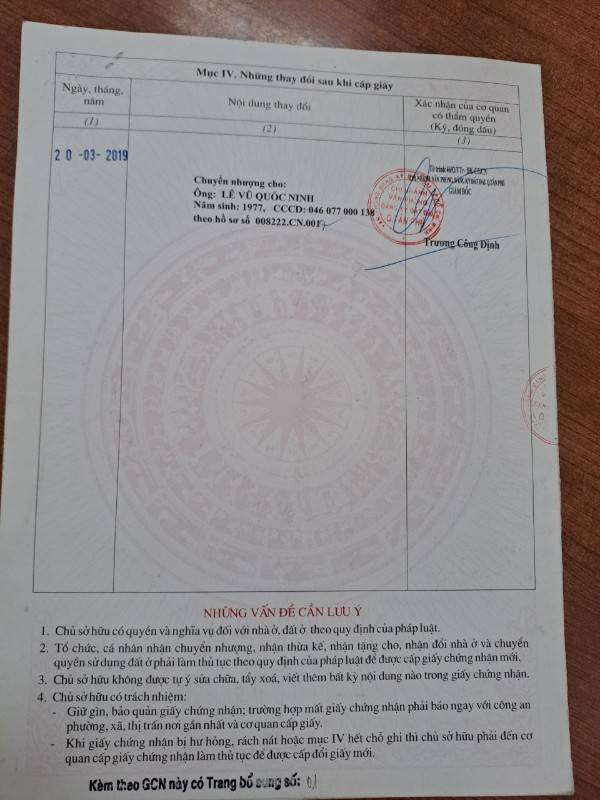 Mục IV. Những thay đổi sau khi cấp giấy
Ngày, tháng, năm
Nội dung thay đổi
Xác nhận của cơ quan
có thẩm quyền
(Ký, đóng dấu)
(1)
(2)
(3)
20-03-2019
Chuyển nhượng cho:
Ông: LÊ VŨ QUỐC NINH
Năm sinh: 1977, CCCD: 046 077 000 138
theo hồ sơ số 008222.CN.001
GIÁM ĐỐC
Trương Công Định
NHỮNG VẤN ĐỀ CẦN LƯU Ý
1. Chủ sở hữu có quyền và nghĩa vụ đối với nhà ở, đất ở theo quy định của pháp luật.
2. Tổ chức, cá nhân nhận chuyển nhượng, nhận thừa kế, nhận tặng cho, nhận đổi nhà ở và chuyển
quyền sử dụng đất ở phải làm thủ tục theo quy định của pháp luật để được cấp giấy chứng nhận mới.
3. Chủ sở hữu không được tự ý sửa chữa, tẩy xoá, viết thêm bất kỳ nội dung nào trong giấy chứng nhận.
4. Chủ sở hữu có trách nhiệm:
- Giữ gìn, bảo quản giấy chứng nhận; trường hợp mất giấy chứng nhận phải báo ngay với công an
phường, xã, thị trấn nơi gần nhất và cơ quan cấp giấy.
- Khi giấy chứng nhận bị hư hỏng, rách nát hoặc mục IV hết chỗ ghi thì chủ sở hữu phải đến cơ
quan cấp giấy chứng nhận làm thủ tục để được cấp đổi giấy mới.
Kèm theo GCN này có Trang bổ sung số: 01